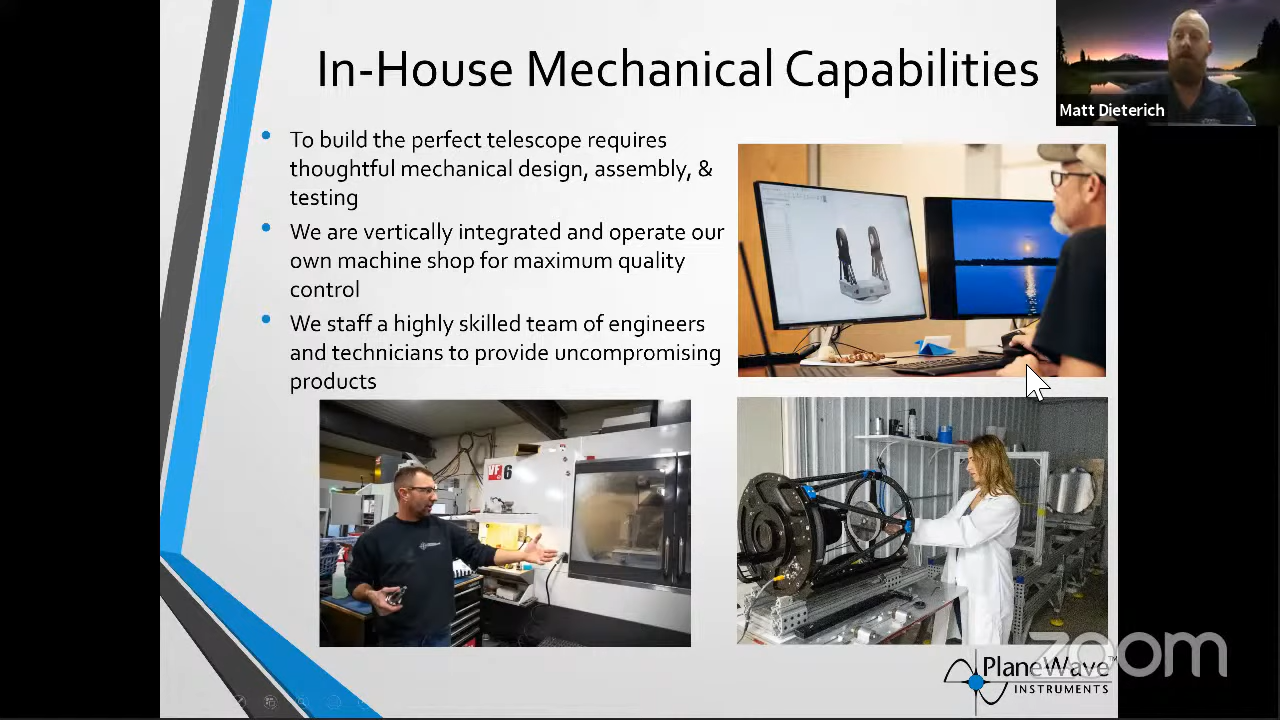 In-House Mechanical Capabilities
Matt Dieterich
To build the perfect telescope requires
thoughtful mechanical design, assembly, &
testing
We are vertically integrated and operate our
own machine shop for maximum quality
control
We staff a highly skilled team of engineers
and technicians to provide uncompromising
products
VF 6
zoom
PlaneWave™
INSTRUMENTS